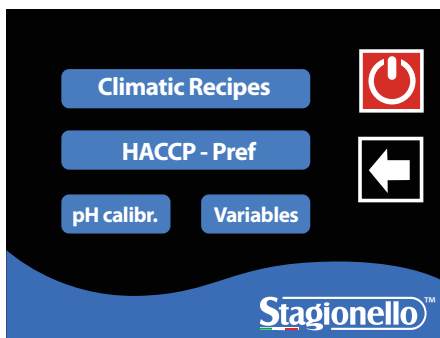 Climatic Recipes
HACCP - Pref
pH calibr. Variables
Stagionello™